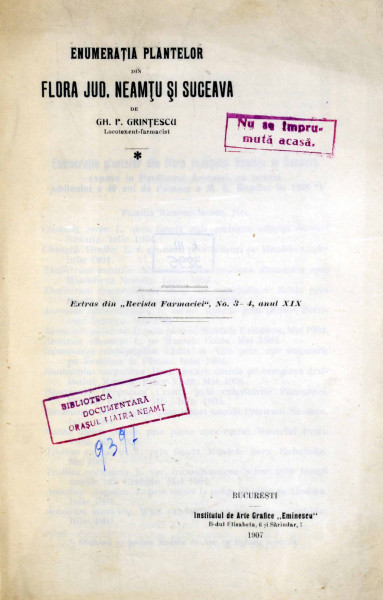 ENUMERAȚIA PLANTELOR
DIN
FLORA JUD. NEAMȚU ȘI SUCEAVA
DE
GH. P. GRINȚESCU
Locotenent-farmacist
*
Nu se împru-
mută acasă.
Extras din „Revista Farmaciei“, No. 3-4, anul XIX
BIBLIOTECA
DOCUMENTARĂ
ORAȘUL PIATRA NEAMȚ
BUCUREȘTI
Institutul de Arte Grafice „Eminescu“
B-dul Elisabeta, 6 și Sărindar,
1907